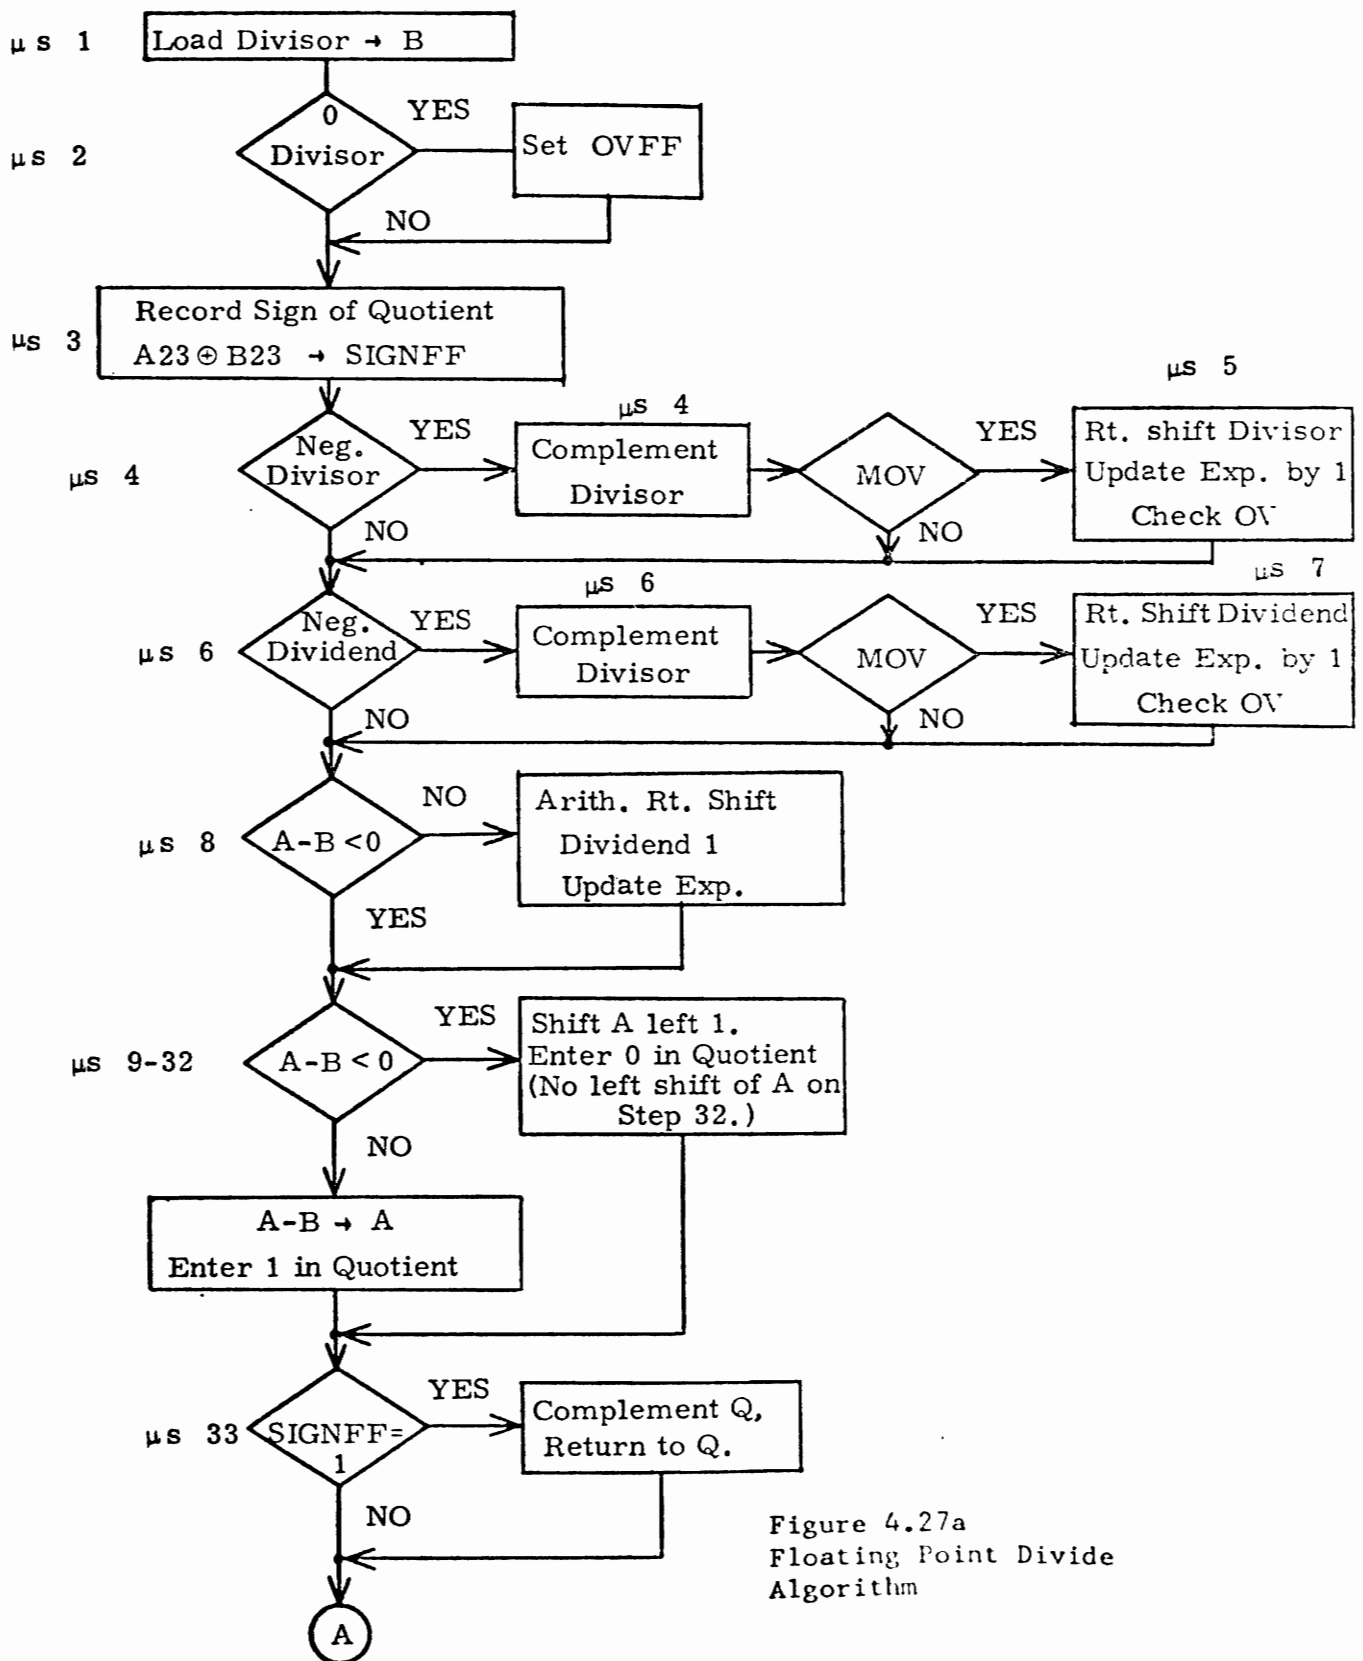 μs 1
Load Divisor → B
0
Divisor
YES
μs 2
Set OVFF
NO
Record Sign of Quotient
A23 ⊕ B23 → SIGNFF
μs 3
μs 4
Neg.
Divisor
YES
μs 4
Complement
Divisor
MOV
YES
μs 5
Rt. shift Divisor
Update Exp. by 1
Check OV
NO
NO
μs 6
Neg.
Dividend
YES
μs 6
Complement
Divisor
MOV
YES
μs 7
Rt. Shift Dividend
Update Exp. by 1
Check OV
NO
NO
μs 8
A-B <0
NO
Arith. Rt. Shift
Dividend 1
Update Exp.
YES
μs 9-32
A-B < 0
YES
Shift A left 1.
Enter 0 in Quotient
(No left shift of A on
Step 32.)
NO
A-B → A
Enter 1 in Quotient
μs 33
SIGNFF=
1
YES
Complement Q,
Return to Q.
NO
A
Figure 4.27a
Floating Point Divide
Algorithm